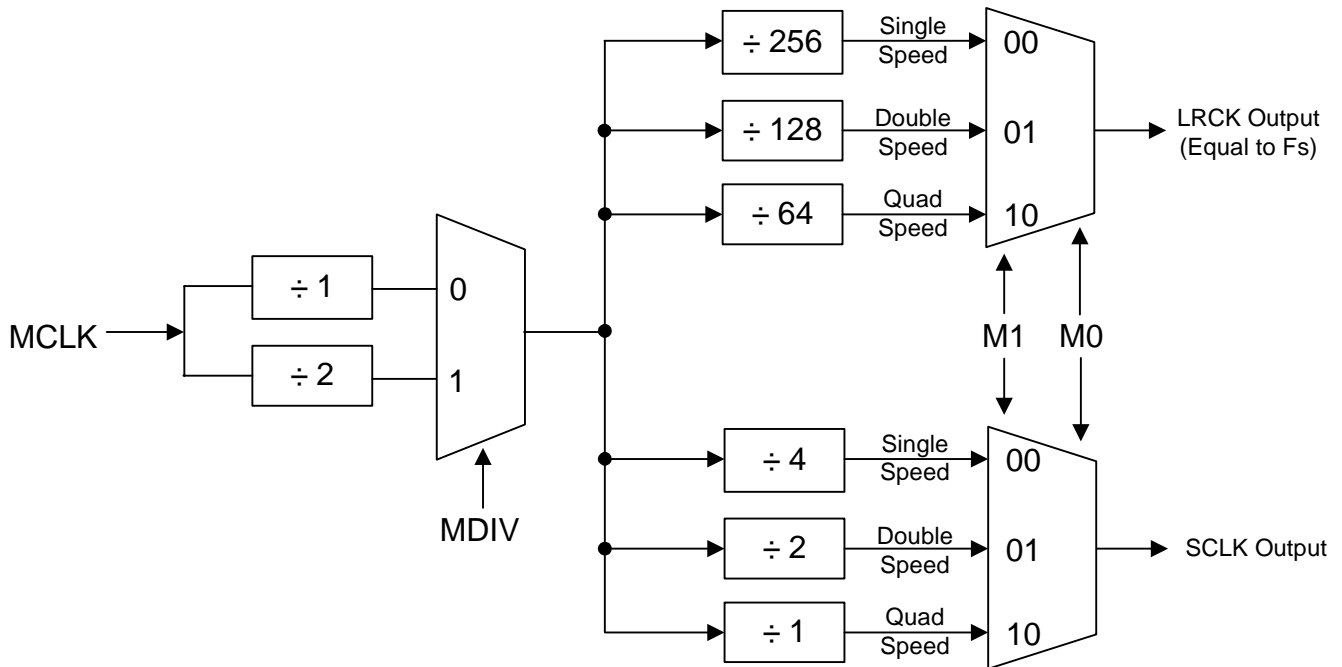 ÷ 256
Single
Speed
00
÷ 128
Double
Speed
01
LRCK Output
(Equal to Fs)
÷ 64
Quad
Speed
10
÷ 1
0
MCLK
÷ 2
1
MDIV
M1
M0
÷ 4
Single
Speed
00
÷ 2
Double
Speed
01
SCLK Output
÷ 1
Quad
Speed
10